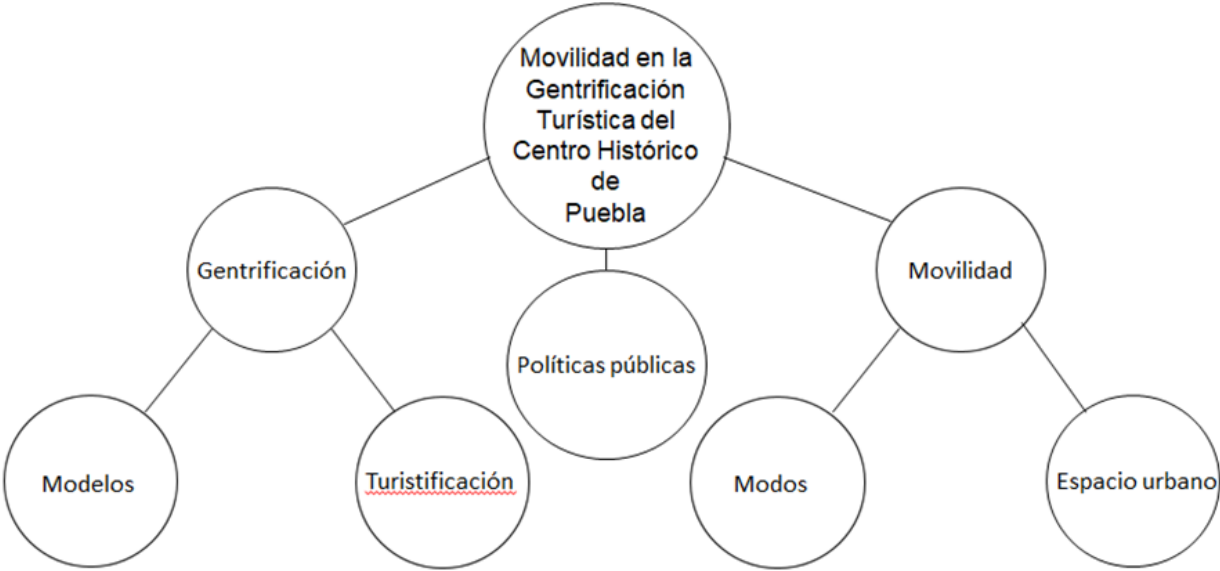 Movilidad en la
Gentrificación
Turística del
Centro Histórico
de
Puebla
Gentrificación
Movilidad
Políticas públicas
Modelos
Turistificación
Modos
Espacio urbano